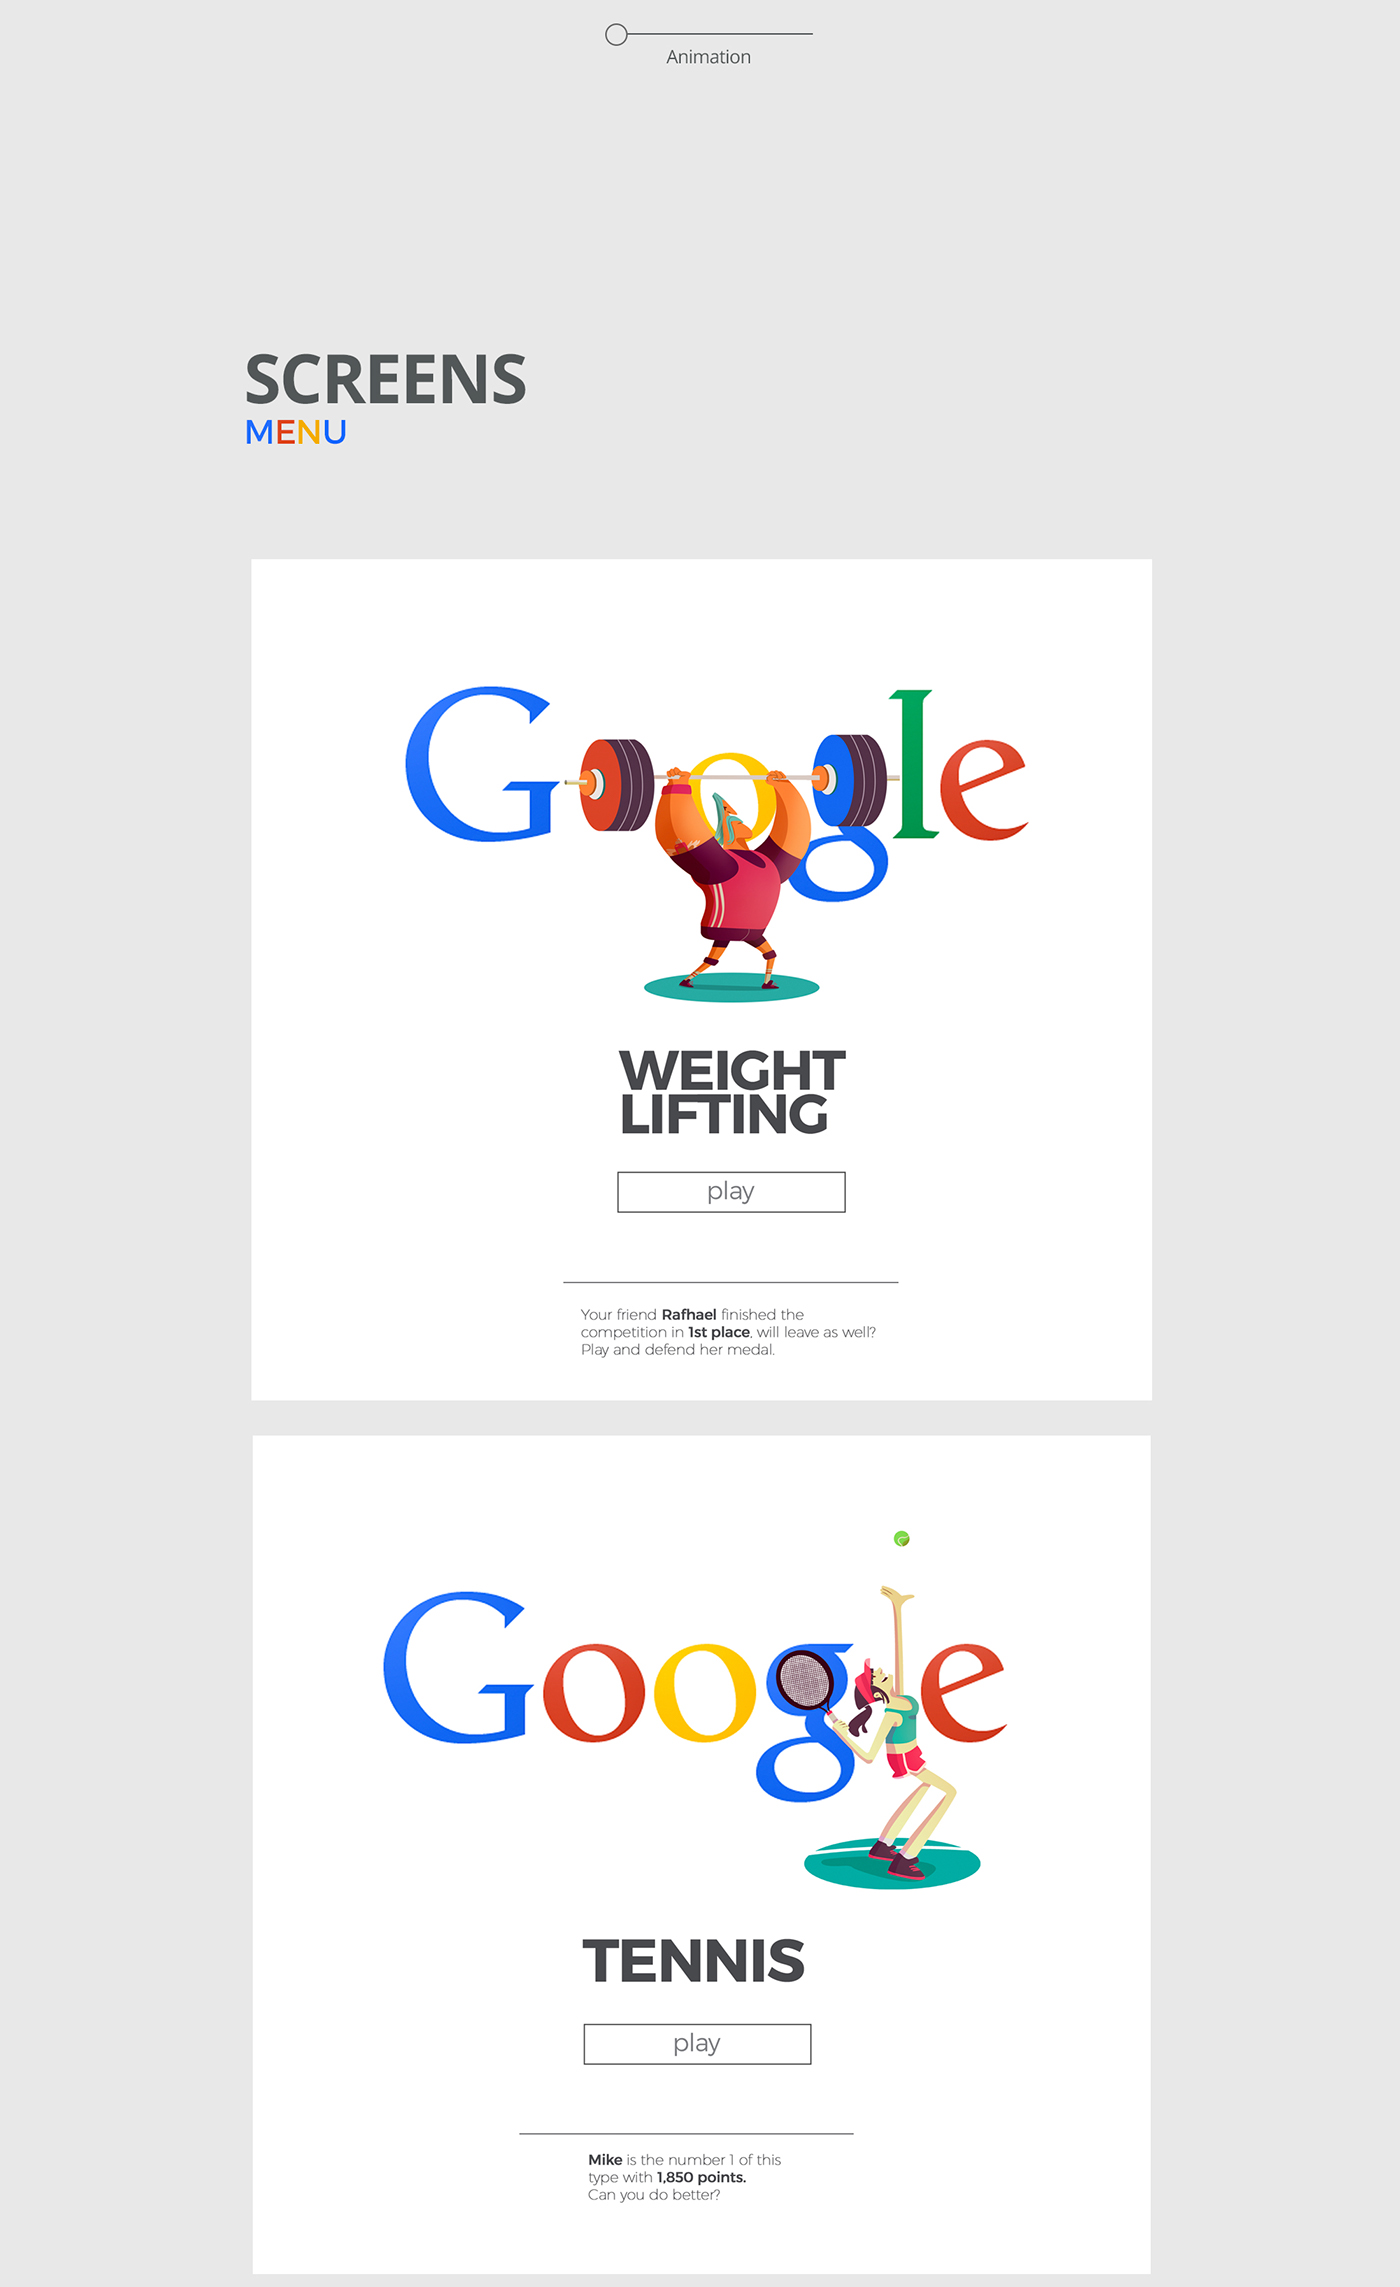 Animation
SCREENS
MENU
Google
WEIGHT
LIFTING
play
Your friend Rafhael finished the
competition in 1st place, will leave as well?
Play and defend her medal.
Google
TENNIS
play
Mike is the number 1 of this
type with 1,850 points.
Can you do better?